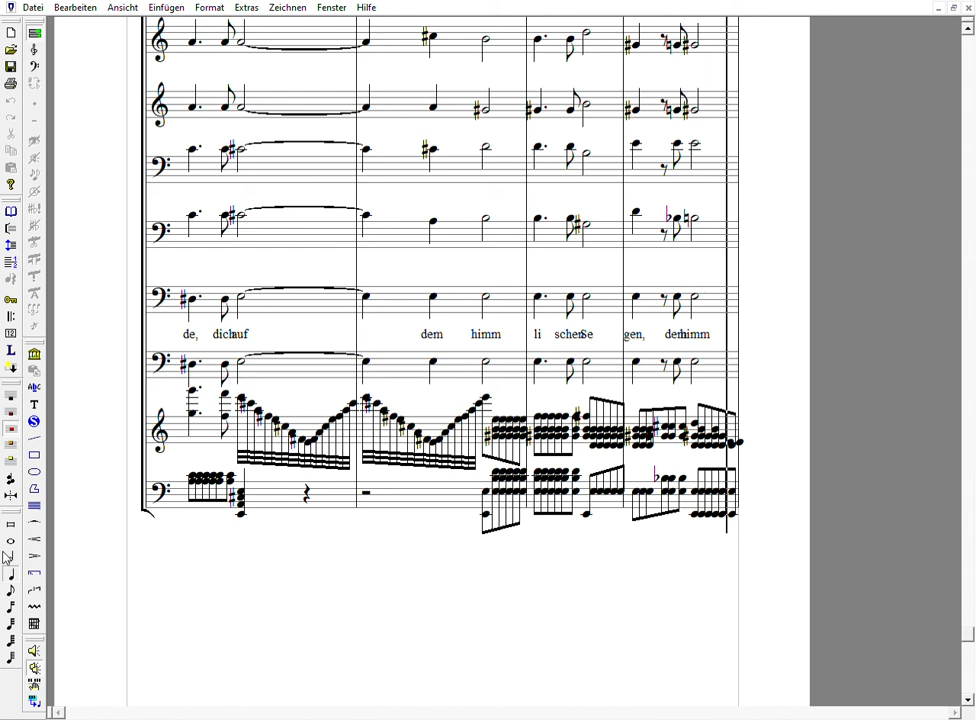 Datei Bearbeiten Ansicht Einfügen Format Extras Zeichnen Fenster Hilfe
de, dich auf dem himm li schen Se gen, dem himm